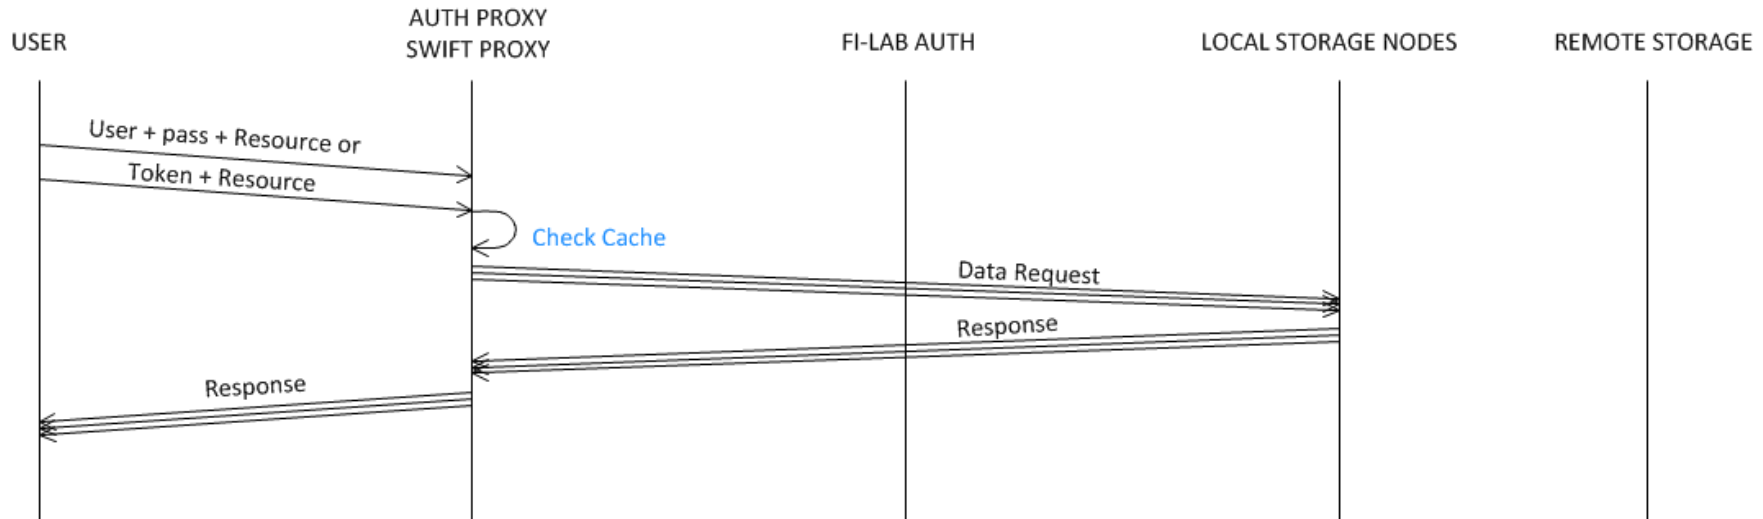 USER
AUTH PROXY
SWIFT PROXY
FI-LAB AUTH
LOCAL STORAGE NODES
REMOTE STORAGE
User + pass + Resource or
Token + Resource
Check Cache
Data Request
Response
Response